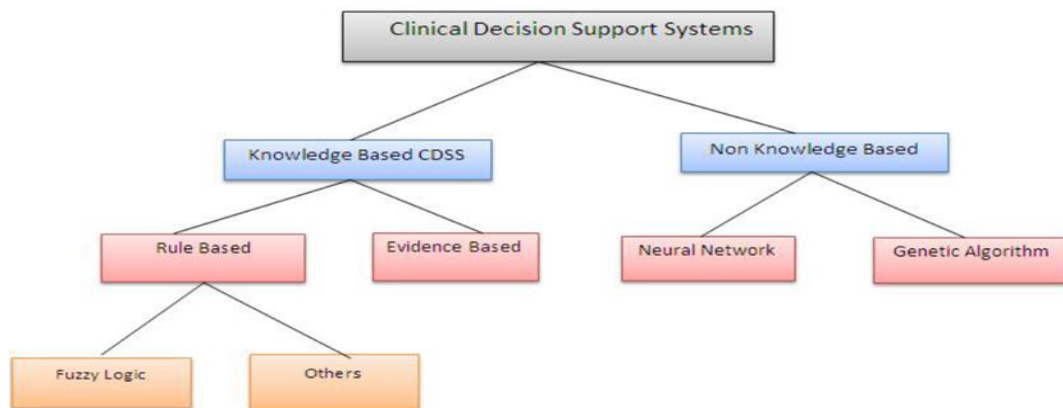 Clinical Decision Support Systems
Knowledge Based CDSS
Non Knowledge Based
Rule Based
Evidence Based
Neural Network
Genetic Algorithm
Fuzzy Logic
Others